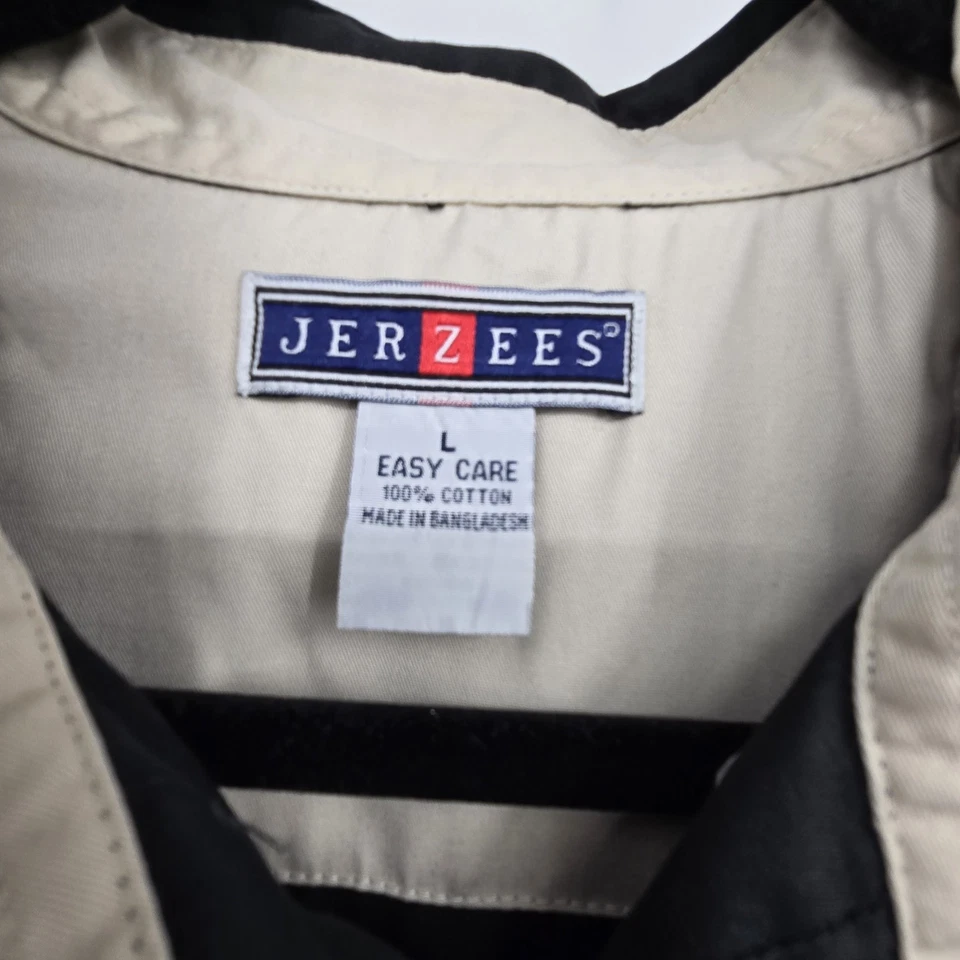 JERZEES®
L
EASY CARE
100% COTTON
MADE IN BANGLADESH